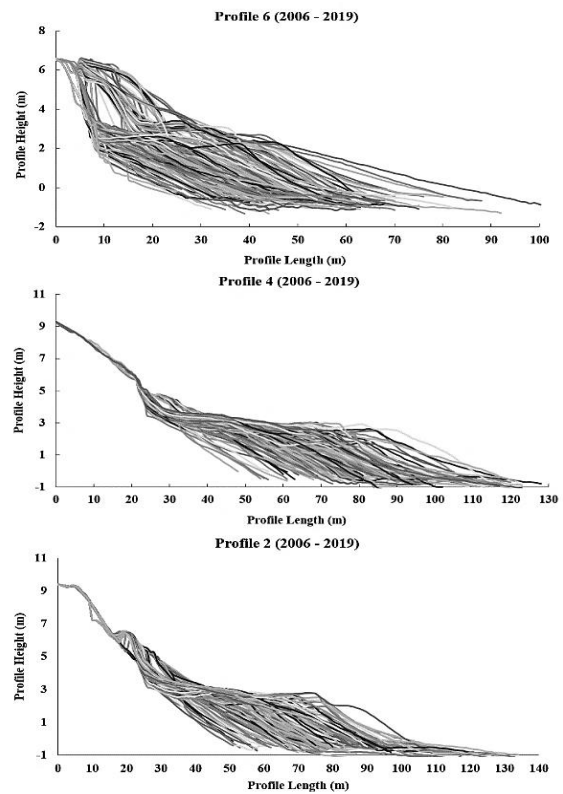 Profile 6 (2006 - 2019)
8
6
4
2
0
-2
Profile Height (m)
0 10 20 30 40 50 60 70 80 90 100
Profile Length (m)
Profile 4 (2006 - 2019)
11
9
7
5
3
1
-1
Profile Height (m)
0 10 20 30 40 50 60 70 80 90 100 110 120 130
Profile Length (m)
Profile 2 (2006 - 2019)
11
9
7
5
3
1
-1
Profile Height (m)
0 10 20 30 40 50 60 70 80 90 100 110 120 130 140
Profile Length (m)